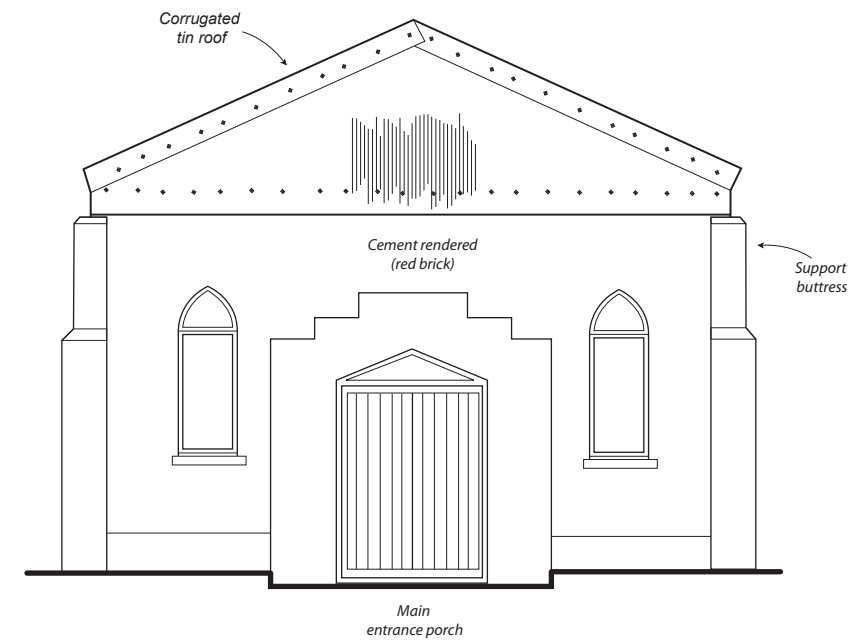 Corrugated
tin roof
Cement rendered
(red brick)
Support
buttress
Main
entrance porch